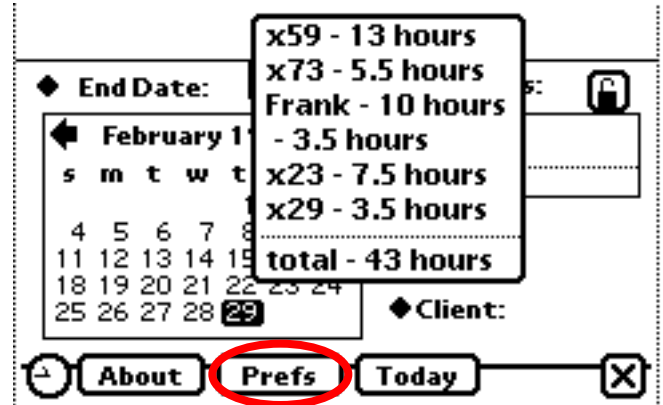 x59 - 13 hours
x73 - 5.5 hours
Frank - 10 hours
- 3.5 hours
x23 - 7.5 hours
x29 - 3.5 hours
total - 43 hours
End Date:
February 1
s m t w t
4 5 6 7 8
11 12 13 14 15
18 19 20 21 22 23 24
25 26 27 28 29
Client:
About Prefs Today